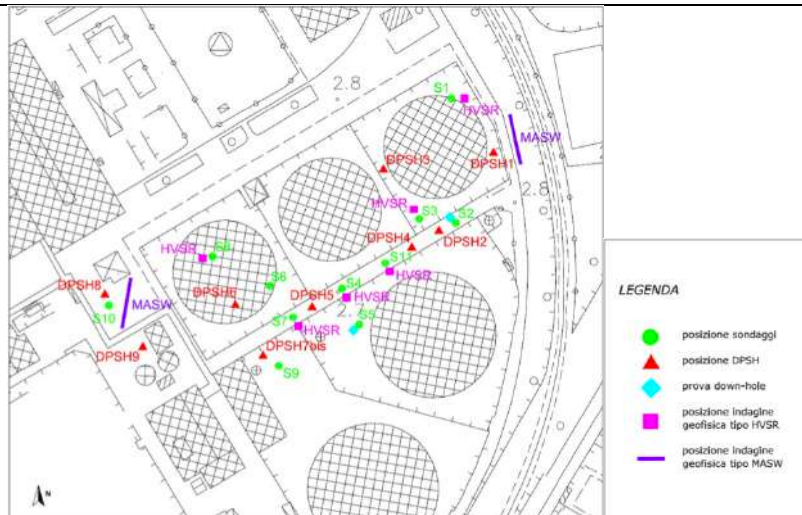 2.8
S1
HVSR
MASW
DPSH3
DPSH1
2.8
HVSR
S3
S2
DPSH2
DPSH4
HVSR
S8
S11
HVSR
S6
S4
DPSH8
HVSR
S10
MASW
DPSH6
DPSH5
2.
S7
HVSR
S5
DPSH9
DPSH7bis
S9
N
LEGENDA
posizione sondaggi
posizione DPSH
prova down-hole
posizione indagine
geofisica tipo HVSR
posizione indagine
geofisica tipo MASW